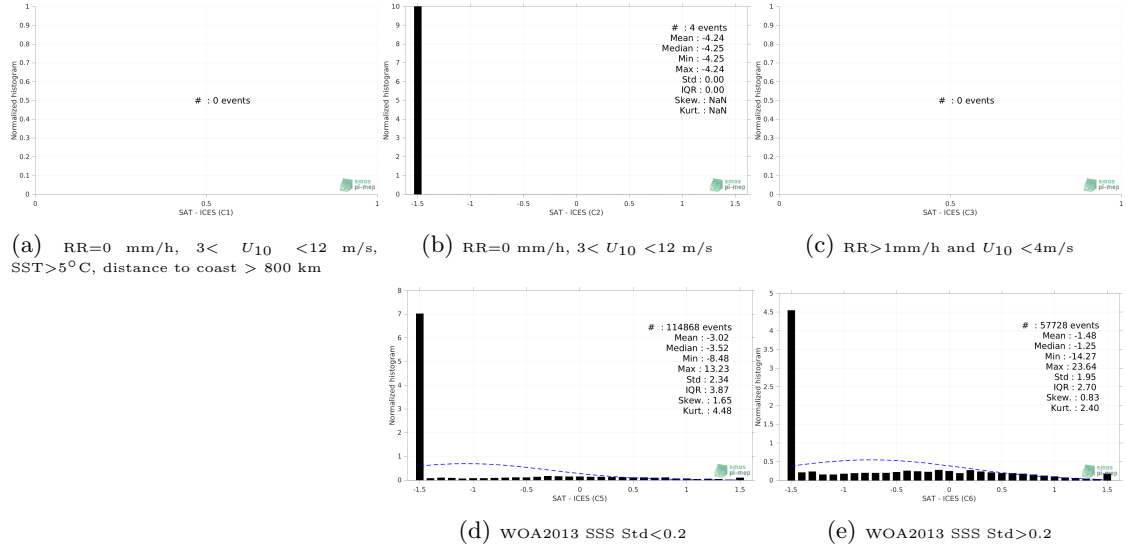 1
0.9
0.8
0.7
0.6
0.5
0.4
0.3
0.2
0.1
0
Normalized histogram
# : 0 events
0 0.5 1
SAT - ICES (C1)
smos
pi-mep
(a) RR=0 mm/h, 3< U10 <12 m/s,
SST>5°C, distance to coast > 800 km
10
9
8
7
6
5
4
3
2
1
0
Normalized histogram
# : 4 events
Mean : -4.24
Median : -4.25
Min : -4.25
Max : -4.24
Std : 0.00
IQR : 0.00
Skew. : NaN
Kurt. : NaN
-1.5 -1 -0.5 0 0.5 1 1.5
SAT - ICES (C2)
smos
pi-mep
(b) RR=0 mm/h, 3< U10 <12 m/s
1
0.9
0.8
0.7
0.6
0.5
0.4
0.3
0.2
0.1
0
Normalized histogram
# : 0 events
0 0.5 1
SAT - ICES (C3)
smos
pi-mep
(c) RR>1mm/h and U10 <4m/s
8
7
6
5
4
3
2
1
0
Normalized histogram
# : 114868 events
Mean : -3.02
Median : -3.52
Min : -8.48
Max : 13.23
Std : 2.34
IQR : 3.87
Skew. : 1.65
Kurt. : 4.48
-1.5 -1 -0.5 0 0.5 1 1.5
SAT - ICES (C5)
smos
pi-mep
(d) WOA2013 SSS Std<0.2
5
4.5
4
3.5
3
2.5
2
1.5
1
0.5
0
Normalized histogram
# : 57728 events
Mean : -1.48
Median : -1.25
Min : -14.27
Max : 23.64
Std : 1.95
IQR : 2.70
Skew. : 0.83
Kurt. : 2.40
-1.5 -1 -0.5 0 0.5 1 1.5
SAT - ICES (C6)
smos
pi-mep
(e) WOA2013 SSS Std>0.2